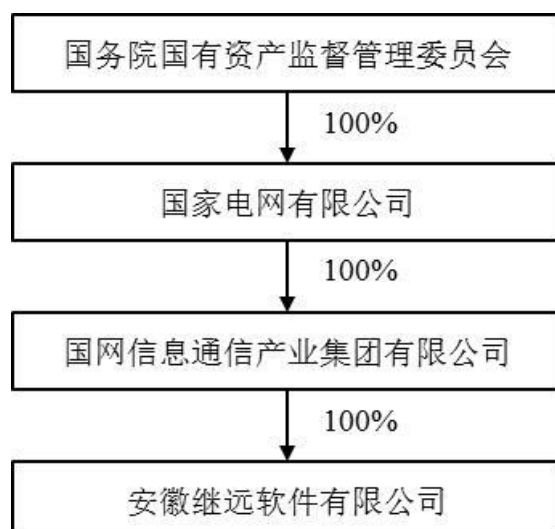 国务院国有资产监督管理委员会
100%
国家电网有限公司
100%
国网信息通信产业集团有限公司
100%
安徽继远软件有限公司